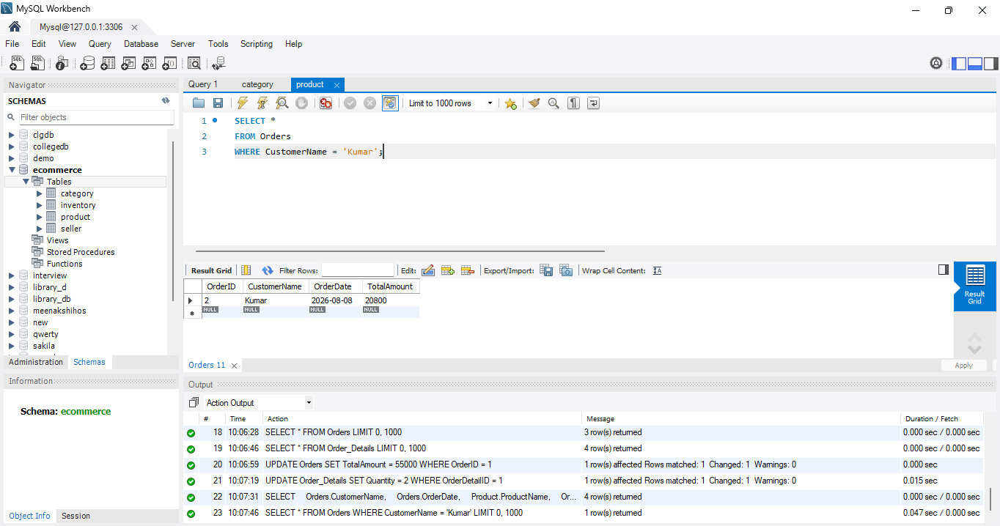 MySQL Workbench
Mysql@127.0.0.1:3306
File Edit View Query Database Server Tools Scripting Help
Navigator
SCHEMAS
Filter objects
clgdb
collegedb
demo
ecommerce
Tables
category
inventory
product
seller
Views
Stored Procedures
Functions
interview
library_d
library_db
meenakshihos
new
qwerty
sakila
Administration Schemas
Information
Schema: ecommerce
Object Info Session
Query 1 category product
Limit to 1000 rows
1 SELECT *
2 FROM Orders
3 WHERE CustomerName = 'Kumar';
Result Grid Filter Rows: Edit: Export/Import: Wrap Cell Content:
OrderID CustomerName OrderDate TotalAmount
2 Kumar 2026-08-08 20800
NULL NULL NULL NULL
Result
Grid
Orders 11 Apply
Output
Action Output
# Time Action Message Duration / Fetch
18 10:06:28 SELECT * FROM Orders LIMIT 0, 1000 3 row(s) returned 0.000 sec / 0.000 sec
19 10:06:46 SELECT * FROM Order_Details LIMIT 0, 1000 4 row(s) returned 0.000 sec / 0.000 sec
20 10:06:59 UPDATE Orders SET TotalAmount = 55000 WHERE OrderID = 1 1 row(s) affected Rows matched: 1 Changed: 1 Warnings: 0 0.000 sec
21 10:07:19 UPDATE Order_Details SET Quantity = 2 WHERE OrderDetailID = 1 1 row(s) affected Rows matched: 1 Changed: 1 Warnings: 0 0.015 sec
22 10:07:31 SELECT Orders.CustomerName, Orders.OrderDate, Product.ProductName, Or... 4 row(s) returned 0.000 sec / 0.000 sec
23 10:07:46 SELECT * FROM Orders WHERE CustomerName = 'Kumar' LIMIT 0, 1000 1 row(s) returned 0.047 sec / 0.000 sec